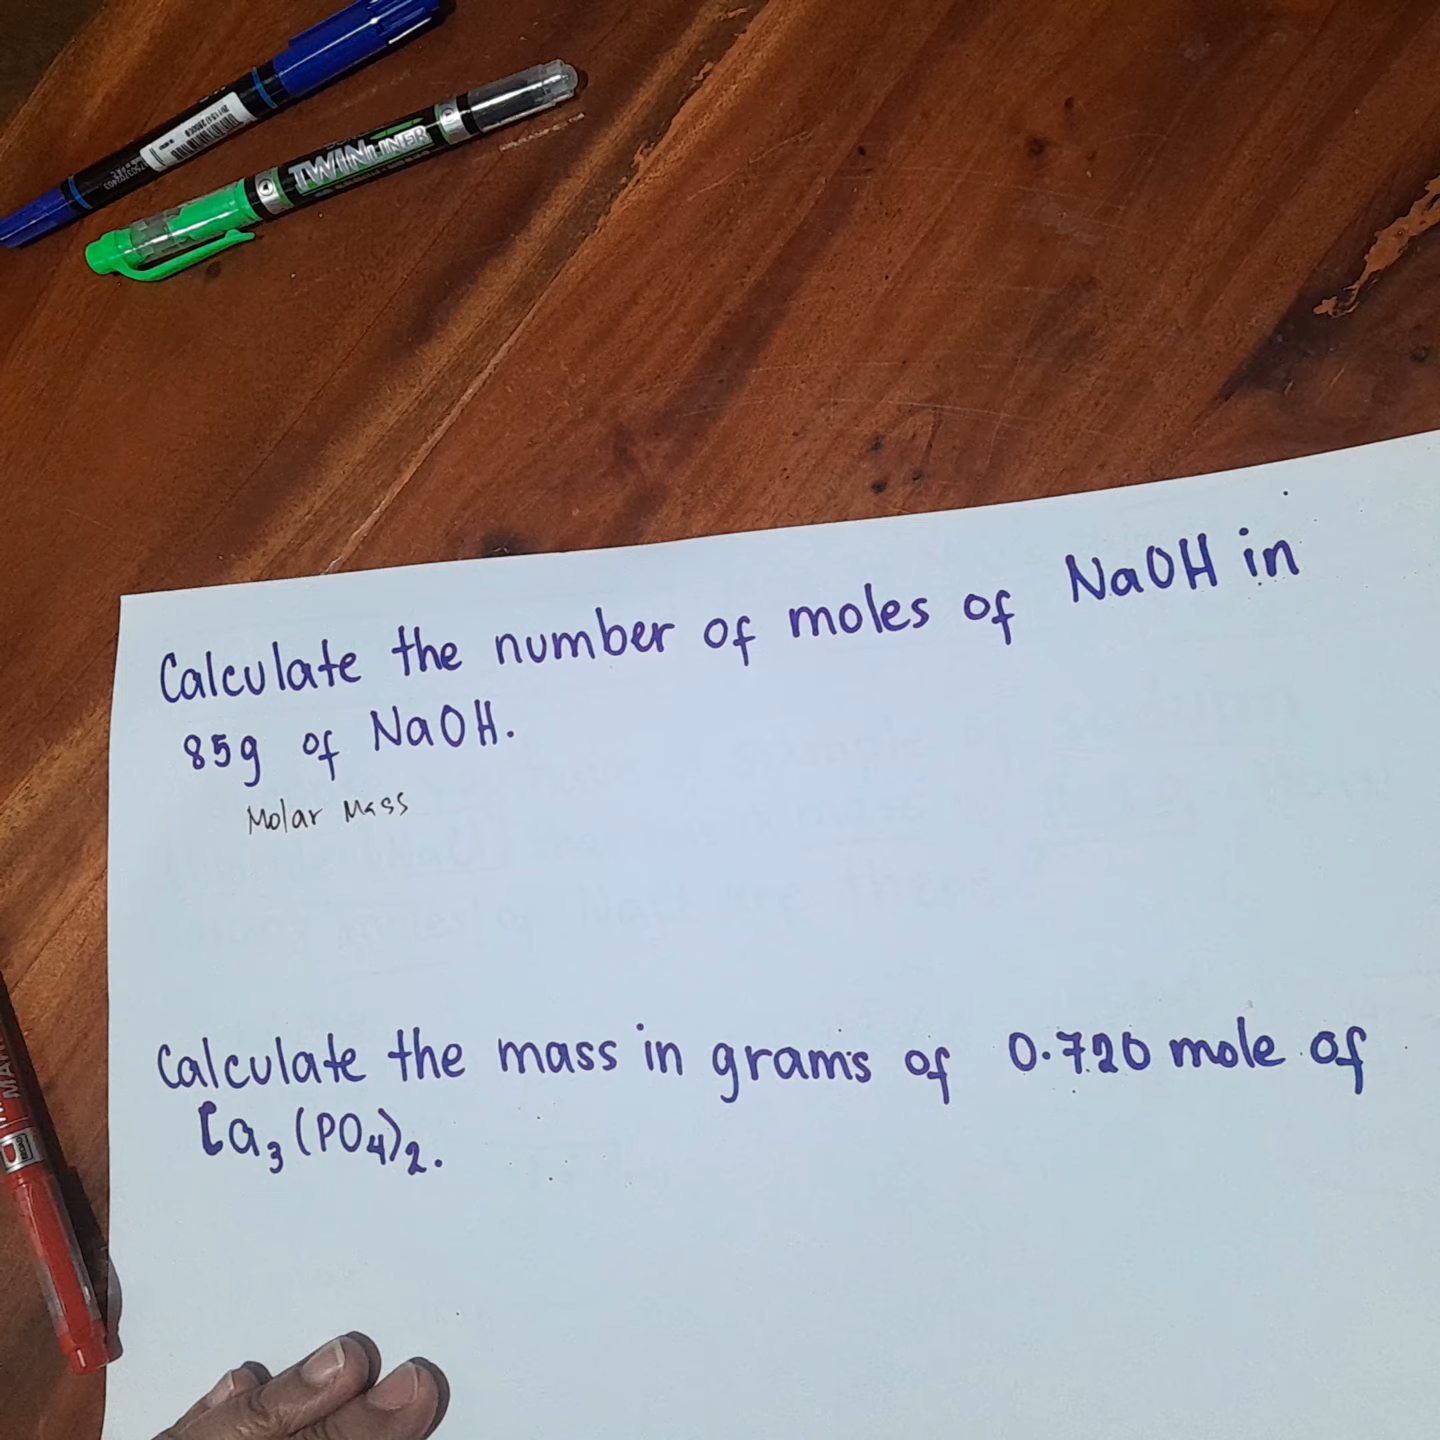 TWINLINER
Calculate the number of moles of NaOH in
85g of NaOH.
Molar Mass
Calculate the mass in grams of 0.720 mole of
Ca3(PO4)2.